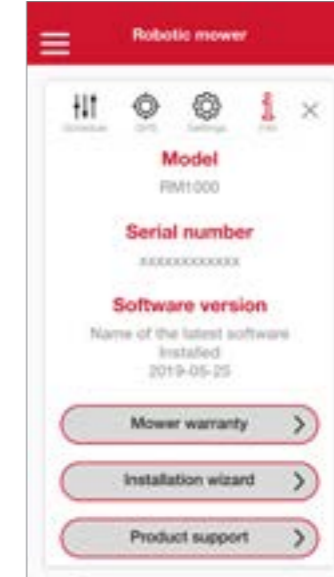 Robotic mower
Schedule GPS Settings Info
Model
RM1000
Serial number
xxxxxxxxxxxx
Software version
Name of the latest software
Installed
2019-05-25
Mower warranty
Installation wizard
Product support